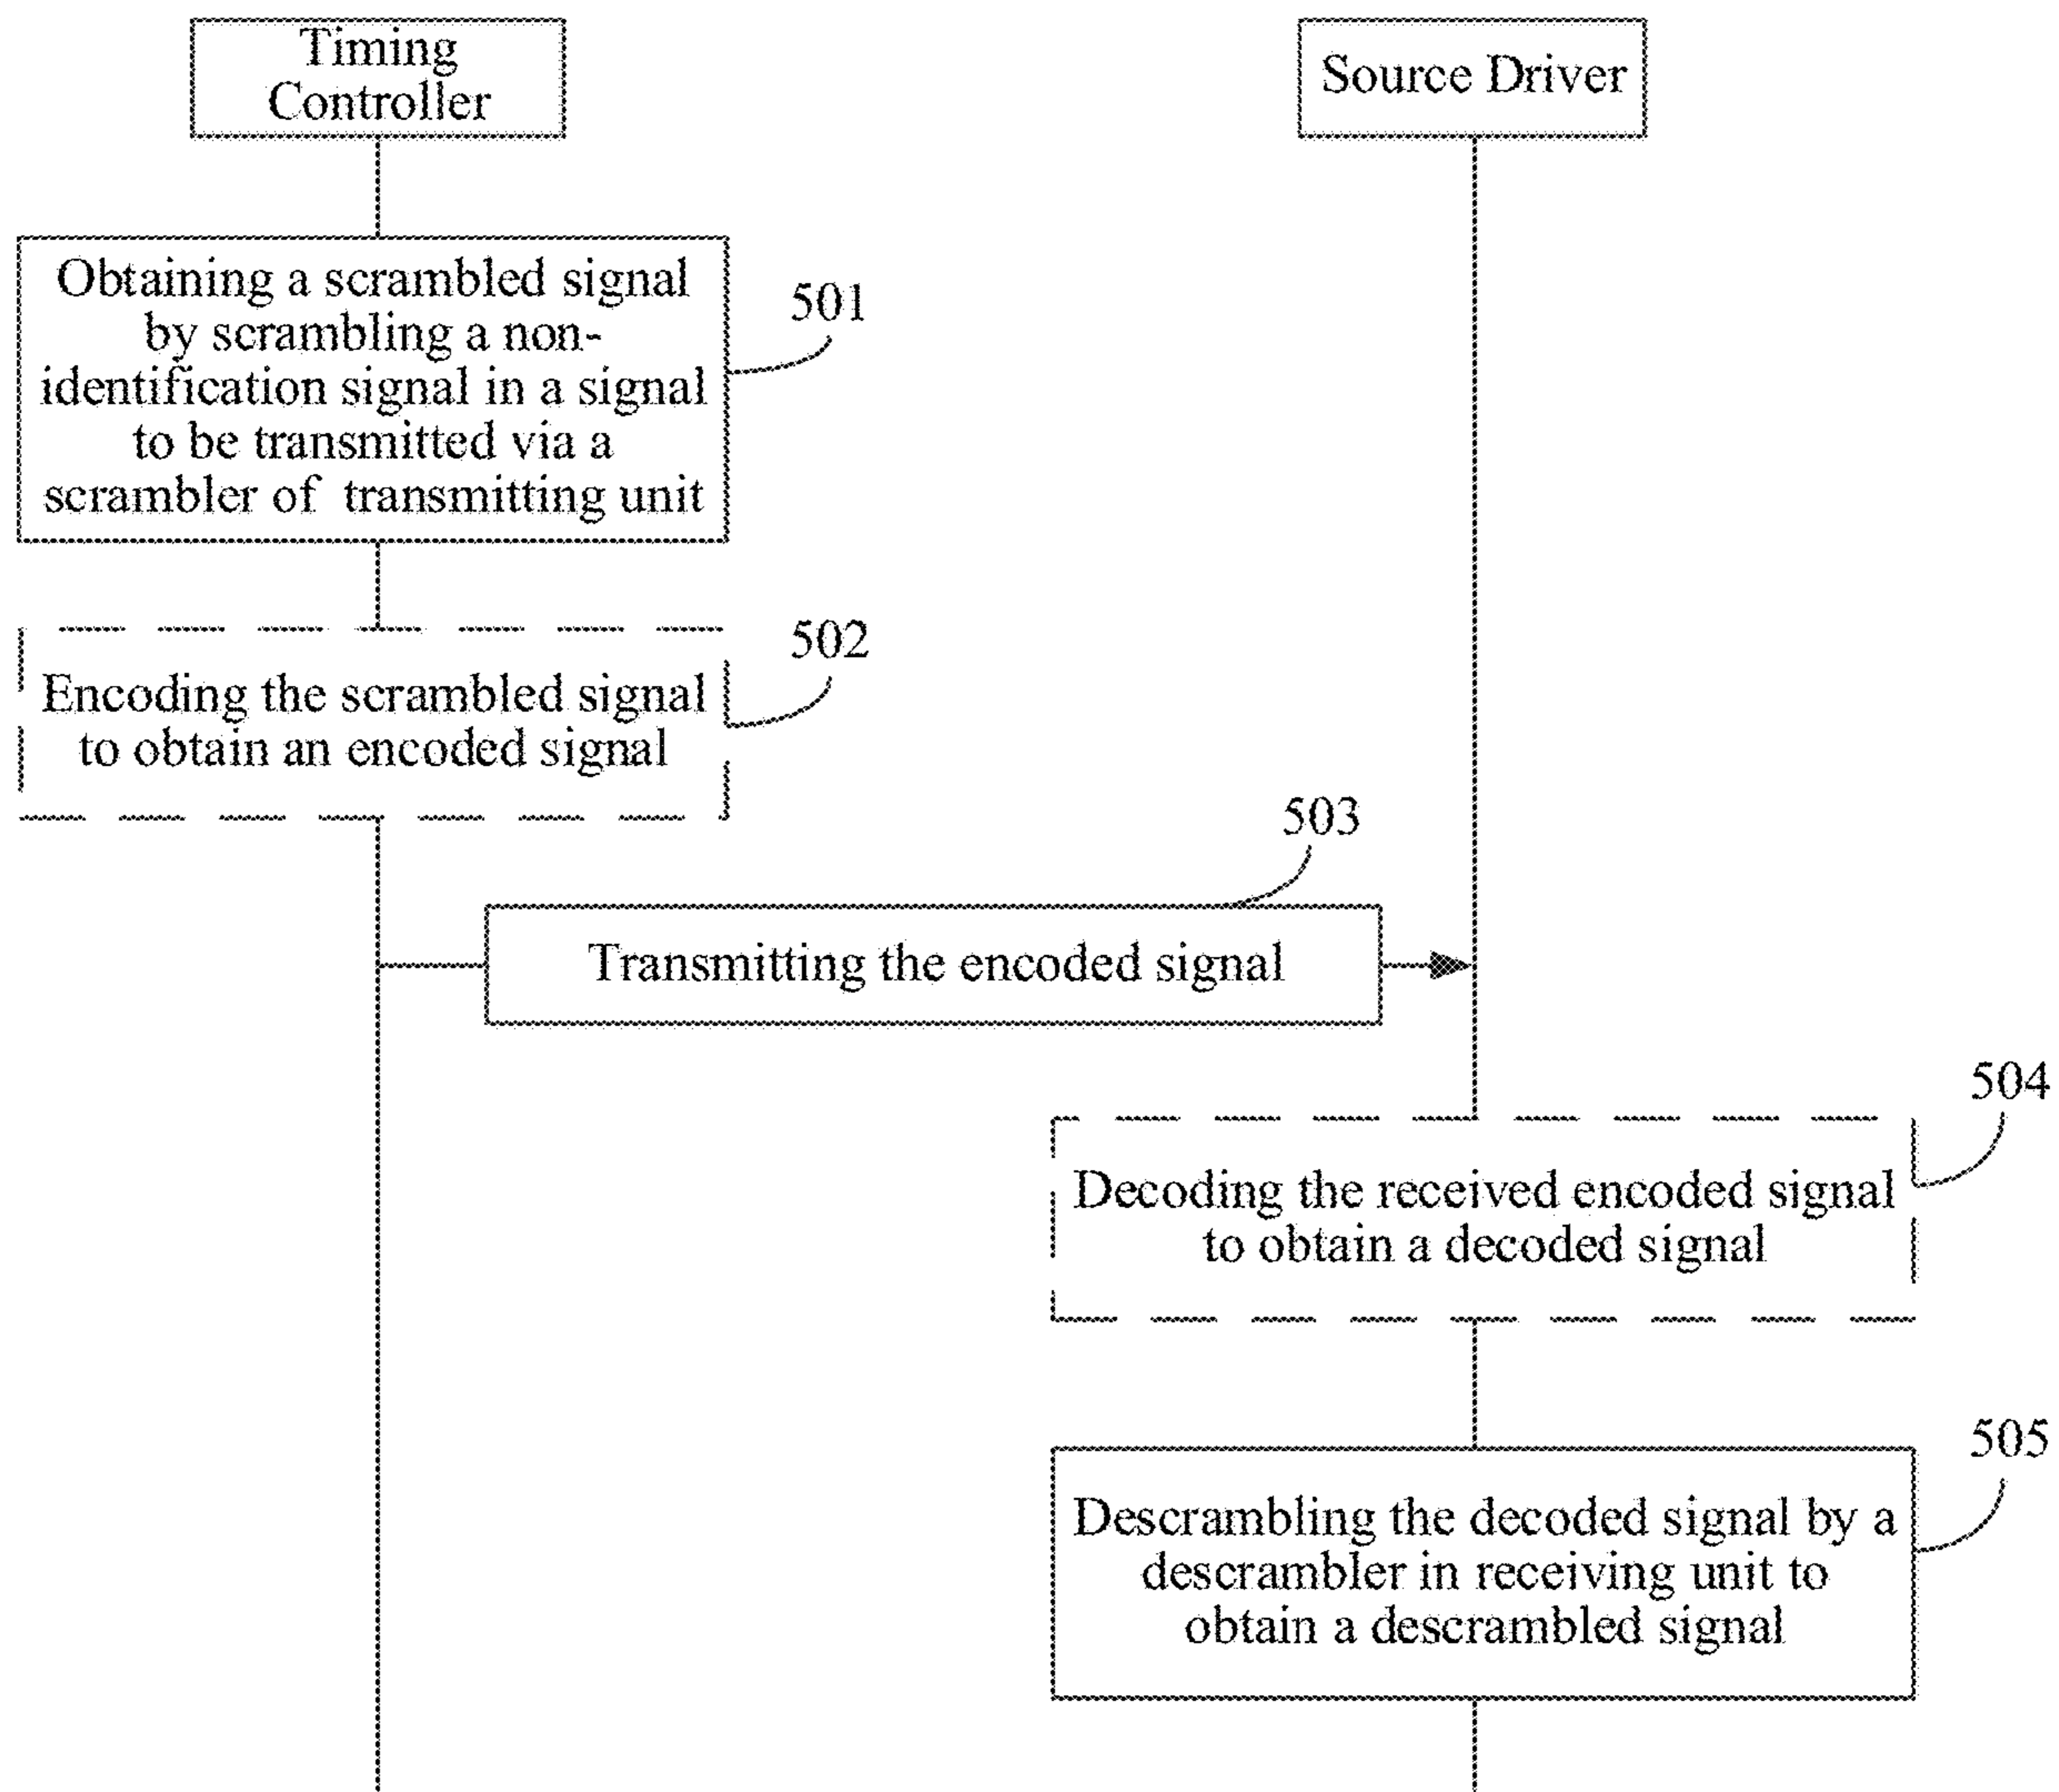 Timing
Controller
Source Driver
Obtaining a scrambled signal
by scrambling a non-
identification signal in a signal
to be transmitted via a
scrambler of transmitting unit
501
502
Encoding the scrambled signal
to obtain an encoded signal
503
Transmitting the encoded signal
504
Decoding the received encoded signal
to obtain a decoded signal
505
Descrambling the decoded signal by a
descrambler in receiving unit to
obtain a descrambled signal